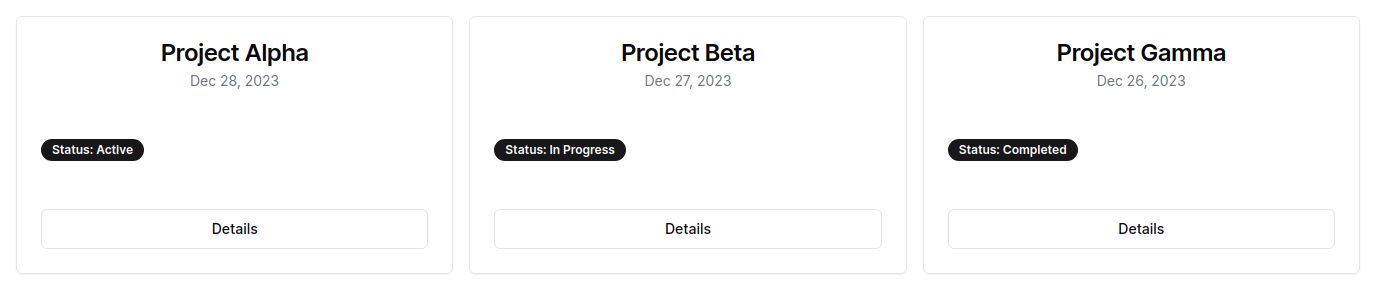 Project Alpha
Dec 28, 2023
Status: Active
Details
Project Beta
Dec 27, 2023
Status: In Progress
Details
Project Gamma
Dec 26, 2023
Status: Completed
Details